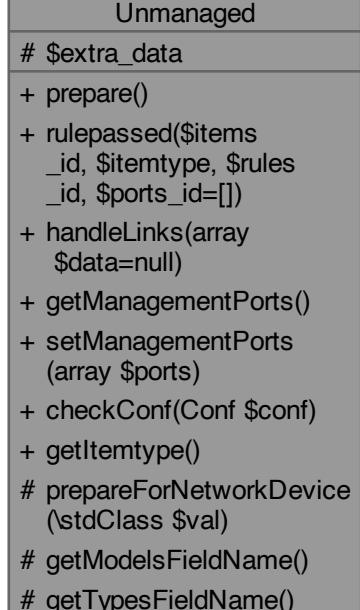 Unmanaged
# $extra_data
+ prepare()
+ rulepassed($items
_id, $itemtype, $rules
_id, $ports_id=[])
+ handleLinks(array
$data=null)
+ getManagementPorts()
+ setManagementPorts
(array $ports)
+ checkConf(Conf $conf)
+ getItemtype()
# prepareForNetworkDevice
(\stdClass $val)
# getModelsFieldName()
# getTypesFieldName()